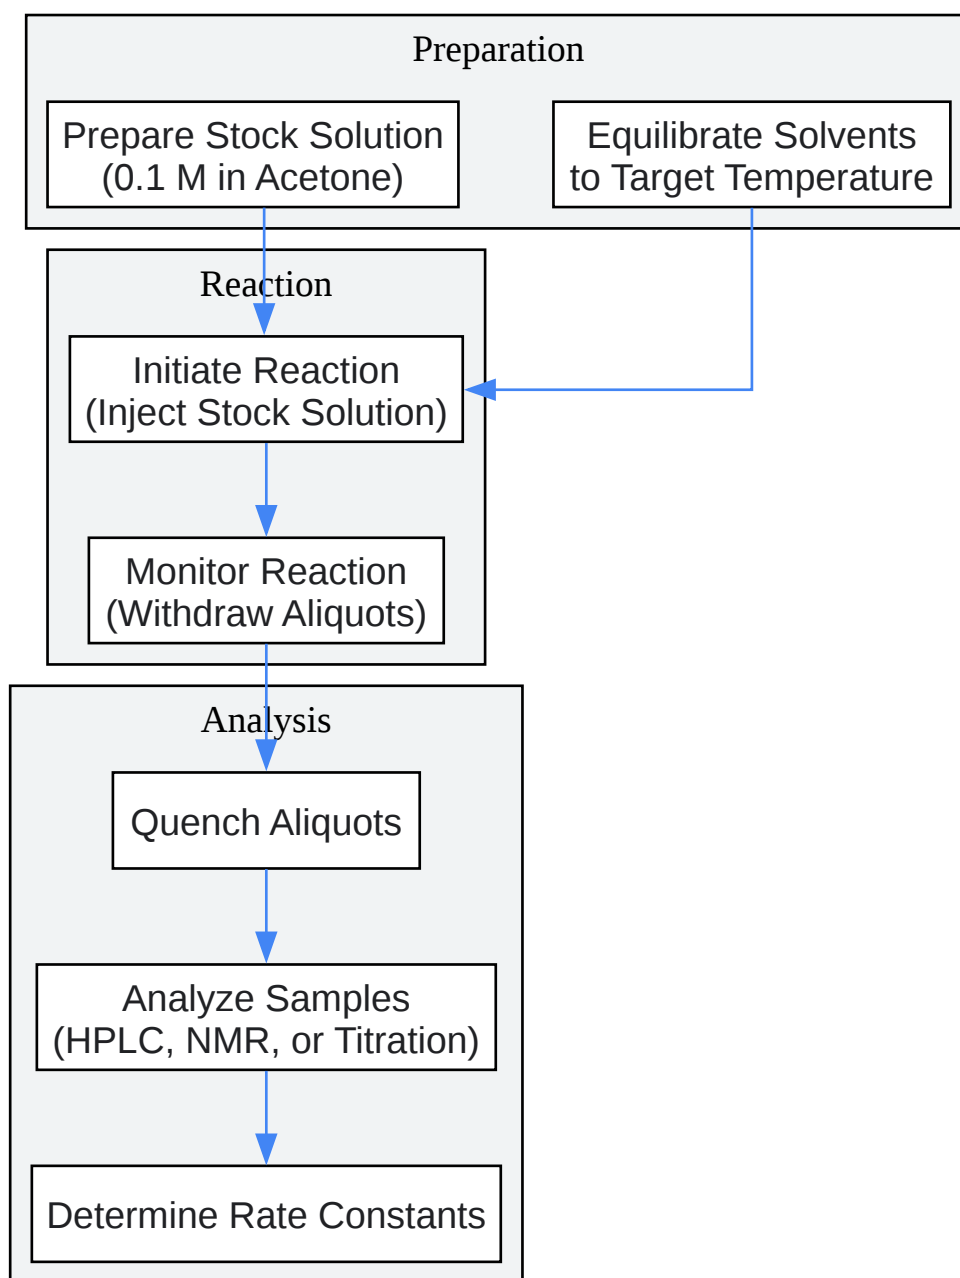 Preparation
Prepare Stock Solution
(0.1 M in Acetone)
Equilibrate Solvents
to Target Temperature
Reaction
Initiate Reaction
(Inject Stock Solution)
Monitor Reaction
(Withdraw Aliquots)
Analysis
Quench Aliquots
Analyze Samples
(HPLC, NMR, or Titration)
Determine Rate Constants